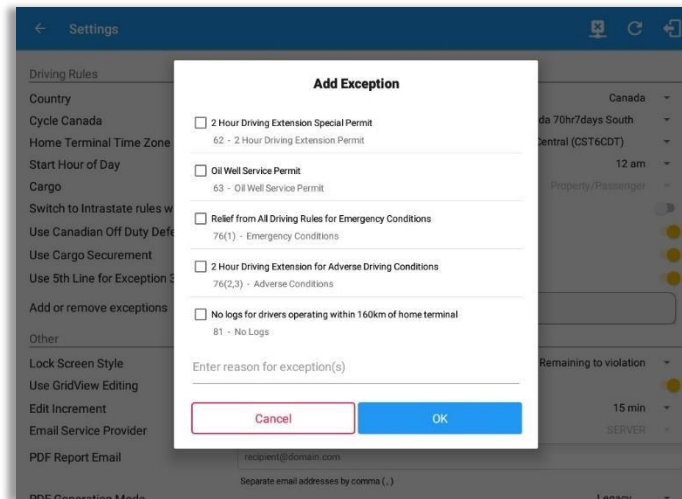 Settings
Driving Rules
Country Canada
Cycle Canada da 70hr7days South
Home Terminal Time Zone Central (CST6CDT)
Start Hour of Day 12 am
Cargo Property/Passenger
Switch to Intrastate rules w
Use Canadian Off Duty Defe
Use Cargo Securement
Use 5th Line for Exception 3
Add or remove exceptions
Other
Lock Screen Style Remaining to violation
Use GridView Editing
Edit Increment 15 min
Email Service Provider SERVER
PDF Report Email recipient@domain.com
Separate email addresses by comma ( , )
PDF Generation Mode Legacy
Add Exception
2 Hour Driving Extension Special Permit
62 - 2 Hour Driving Extension Permit
Oil Well Service Permit
63 - Oil Well Service Permit
Relief from All Driving Rules for Emergency Conditions
76(1) - Emergency Conditions
2 Hour Driving Extension for Adverse Driving Conditions
76(2,3) - Adverse Conditions
No logs for drivers operating within 160km of home terminal
81 - No Logs
Enter reason for exception(s)
Cancel OK